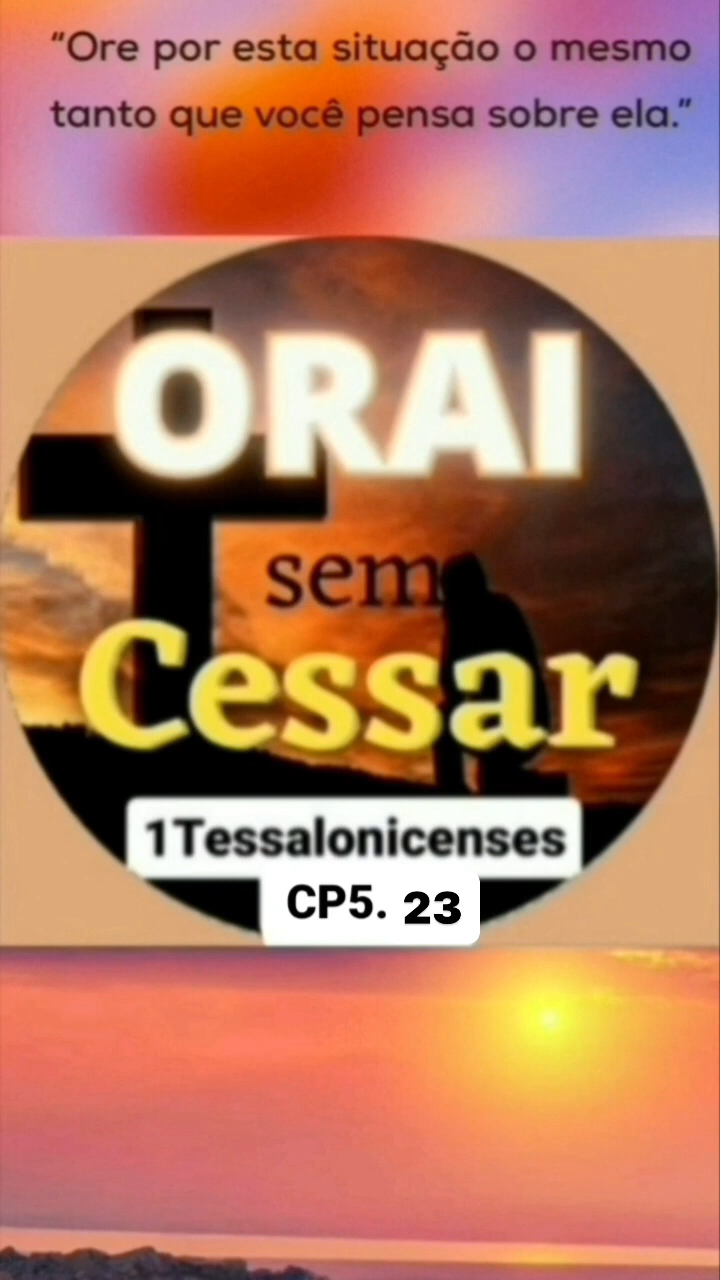 “Ore por esta situação o mesmo
tanto que você pensa sobre ela.”
ORAI
sem
Cessar
1Tessalonicenses
CP5. 23